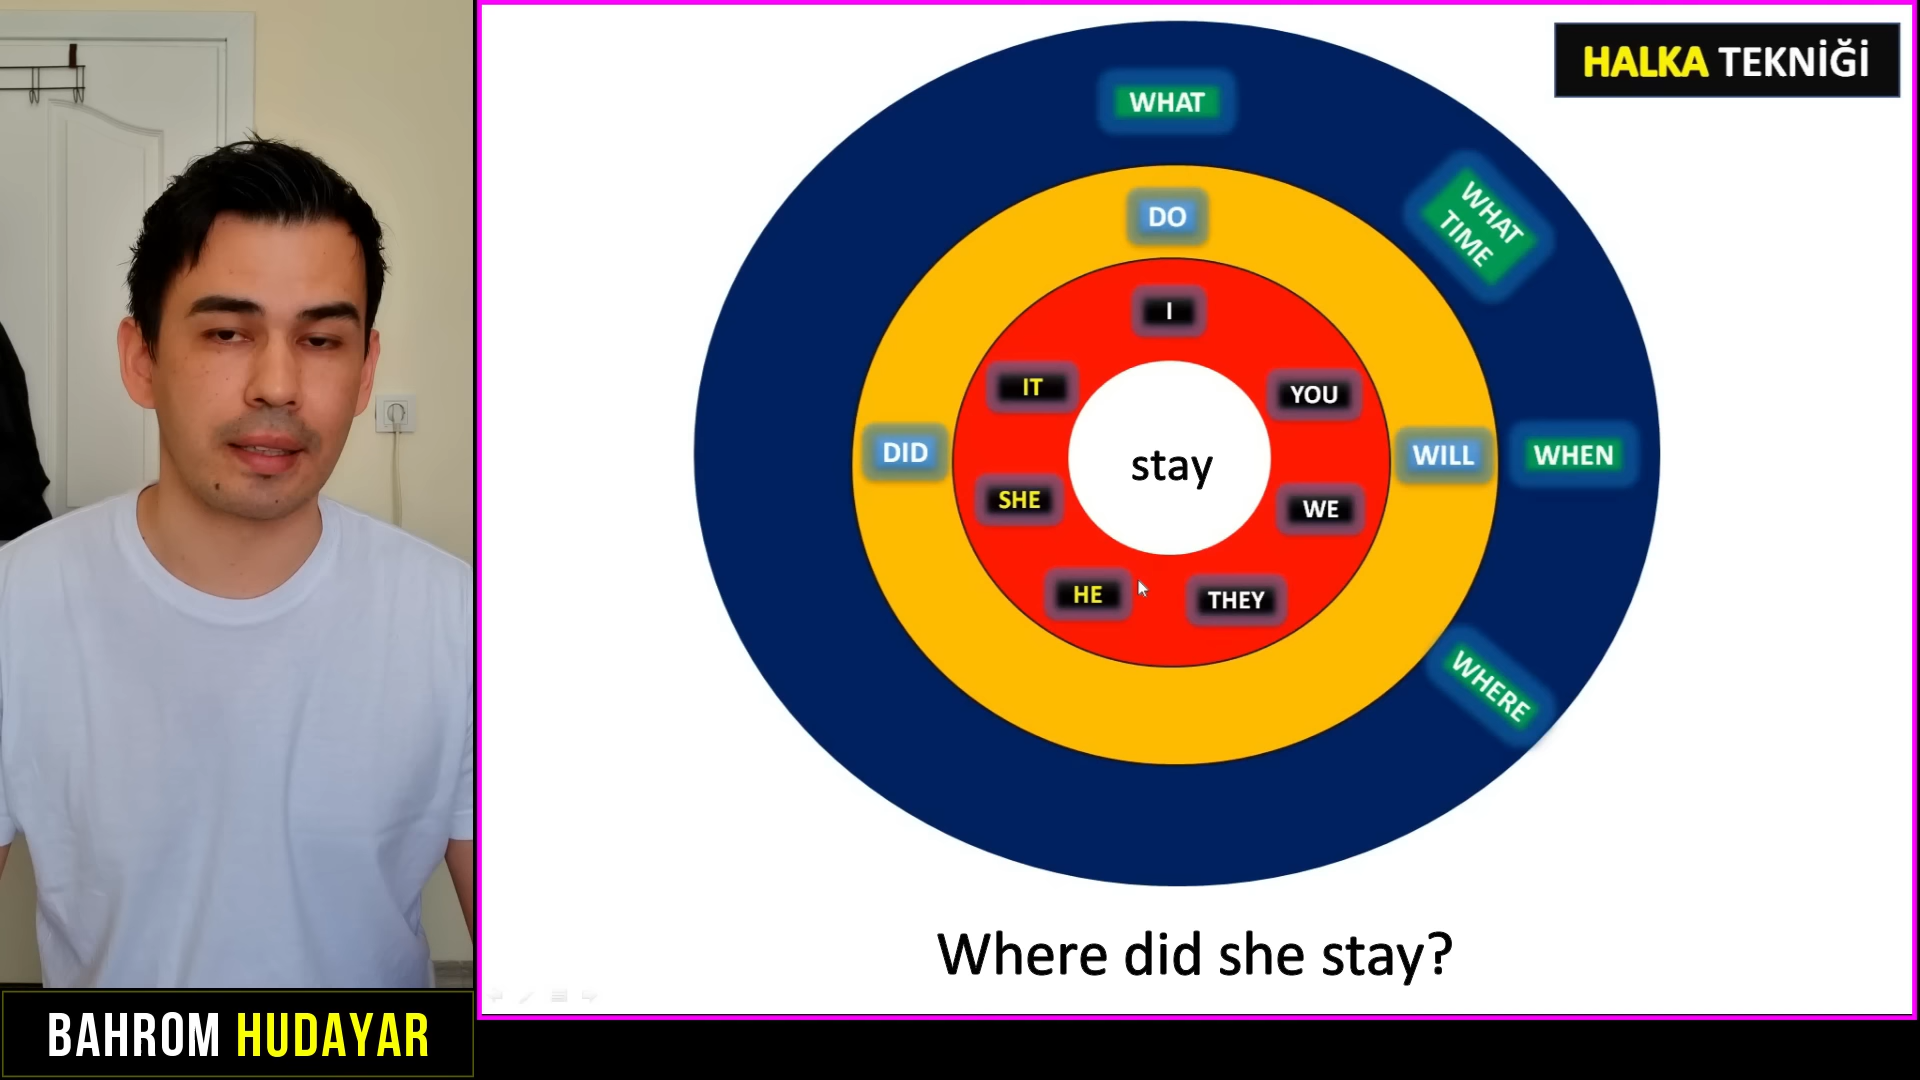 HALKA TEKNİĞİ
WHAT
WHAT
TIME
DO
I
IT
YOU
DID
stay
WILL
WHEN
SHE
WE
HE
THEY
WHERE
Where did she stay?
BAHROM HUDAYAR